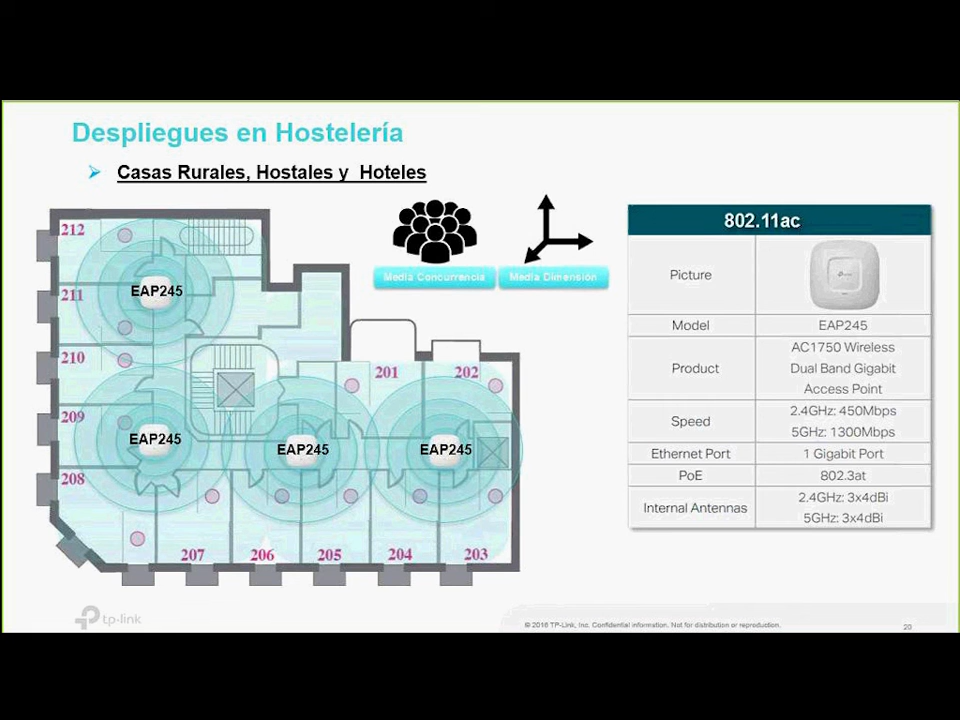 Despliegues en Hostelería
Casas Rurales, Hostales y Hoteles
212
211
210
209
208
207
206
205
204
203
201
202
EAP245
EAP245
EAP245
EAP245
Media Concurrencia
Media Dimensión
802.11ac
Picture
tp-link
Model EAP245
Product AC1750 Wireless
Dual Band Gigabit
Access Point
Speed 2.4GHz: 450Mbps
5GHz: 1300Mbps
Ethernet Port 1 Gigabit Port
PoE 802.3at
Internal Antennas 2.4GHz: 3x4dBi
5GHz: 3x4dBi
tp-link
© 2016 TP-Link, Inc. Confidential information. Not for distribution or reproduction.
20